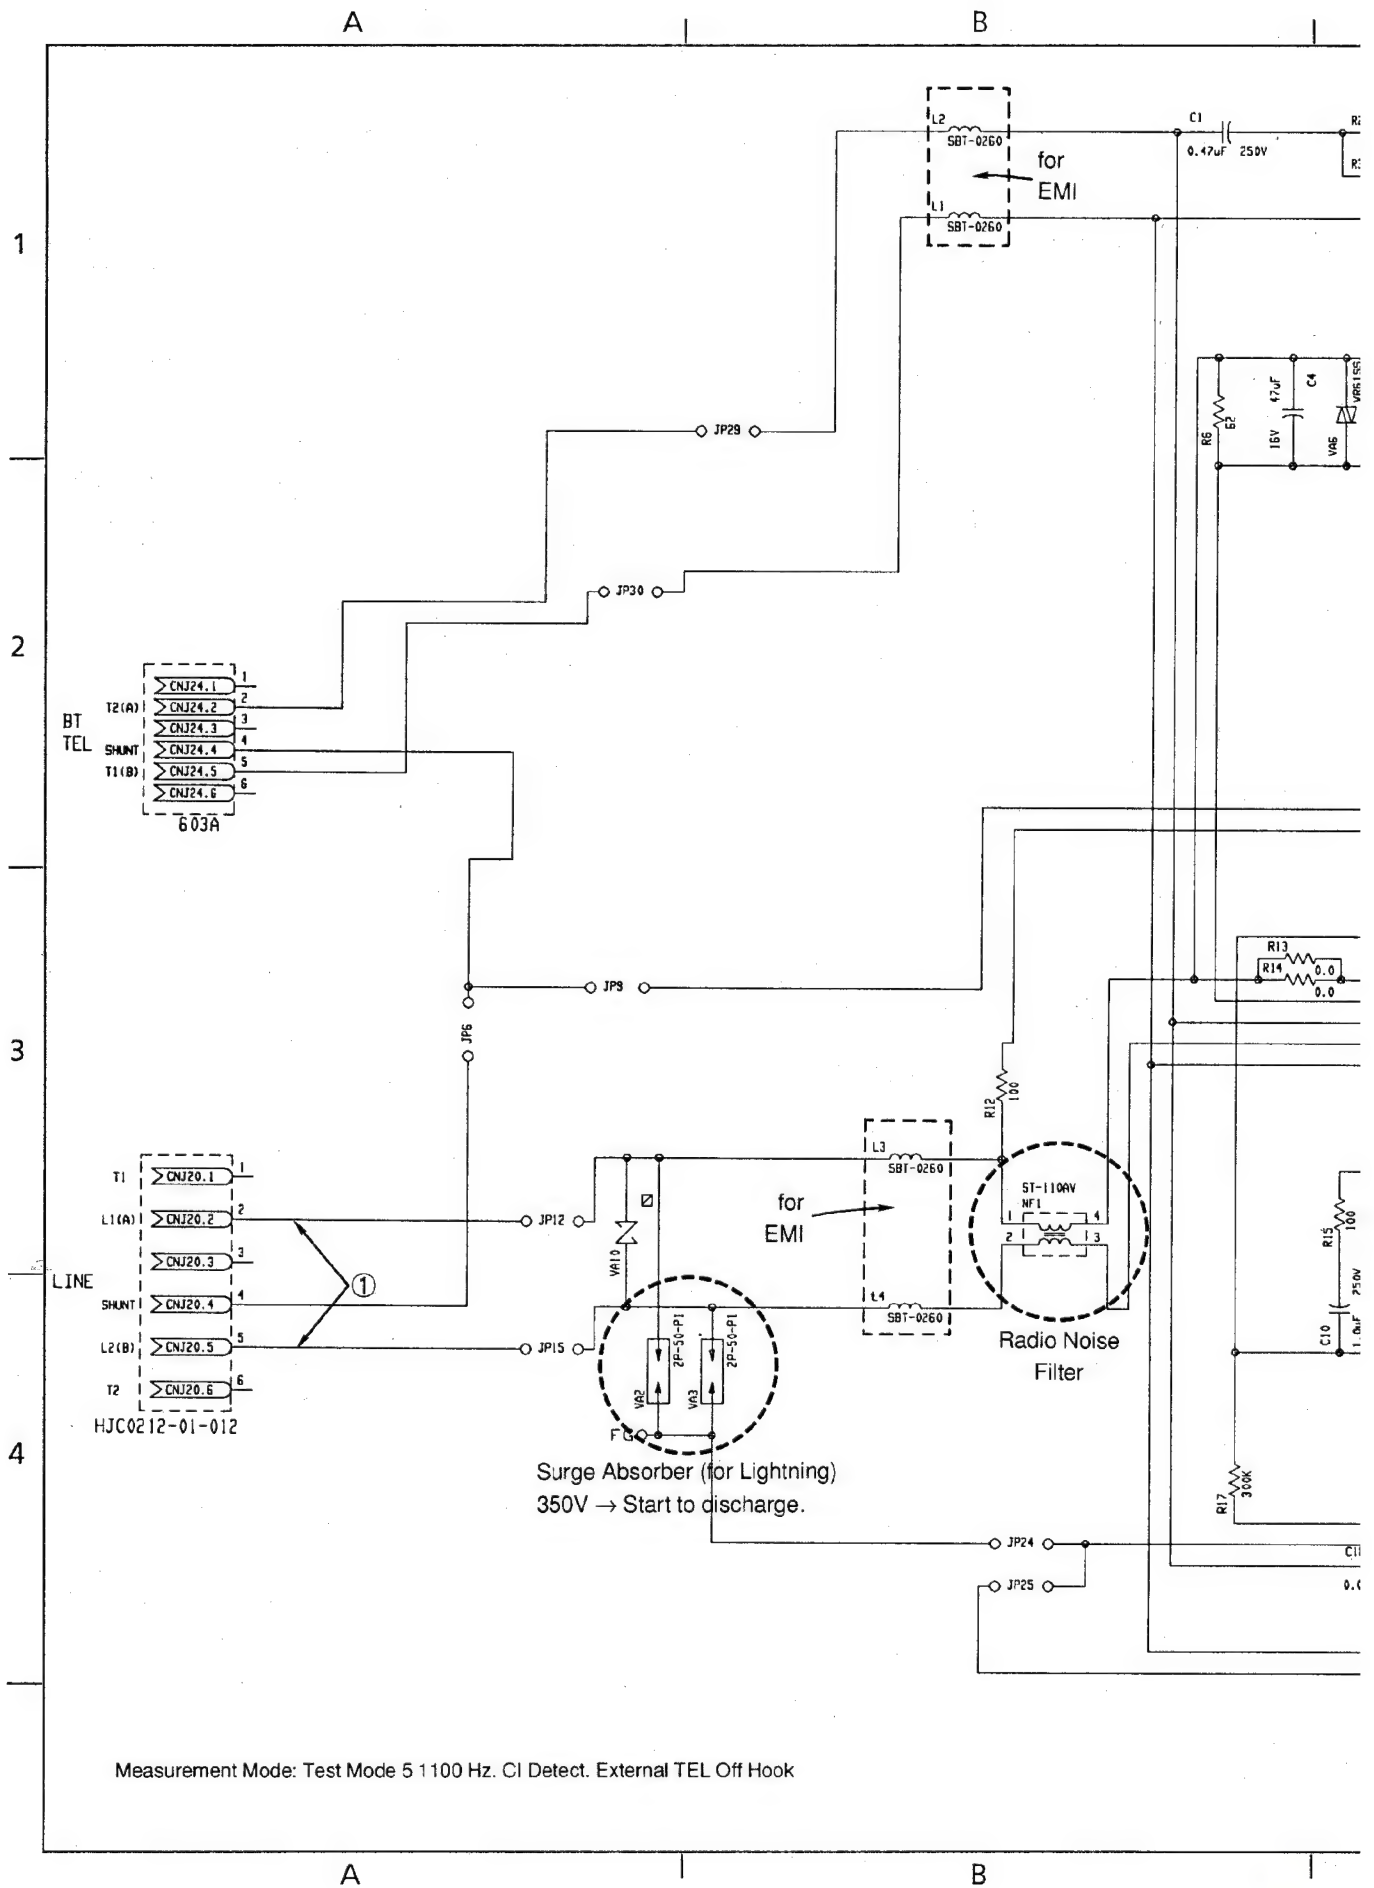 A B
L2
SBT-0260
C1
0.47uF 250V
for
EMI
L1
SBT-0260
1
47uF
C4
R6
62
16V
VA6
JP29
JP30
2
BT
TEL
CNJ24.1 1
T2(A) CNJ24.2 2
CNJ24.3 3
SHUNT CNJ24.4 4
T1(B) CNJ24.5 5
CNJ24.6 6
603A
R13
0.0
R14
0.0
JP9
JP6
3
R12
100
L3
SBT-0260
for
EMI
ST-110AV
NF1
1 4
2 3
L4
SBT-0260
Radio Noise
Filter
T1 CNJ20.1 1
L1(A) CNJ20.2 2
CNJ20.3 3
LINE
SHUNT CNJ20.4 4
L2(B) CNJ20.5 5
T2 CNJ20.6 6
HJC0212-01-012
①
JP12
VA10
JP15
2P-50-P1
2P-50-P1
VA2
VA3
FG
R15
100
250V
C10
1.0uF
4
Surge Absorber (for Lightning)
350V → Start to discharge.
R17
300K
JP24
JP25
Measurement Mode: Test Mode 5 1100 Hz. CI Detect. External TEL Off Hook
A B